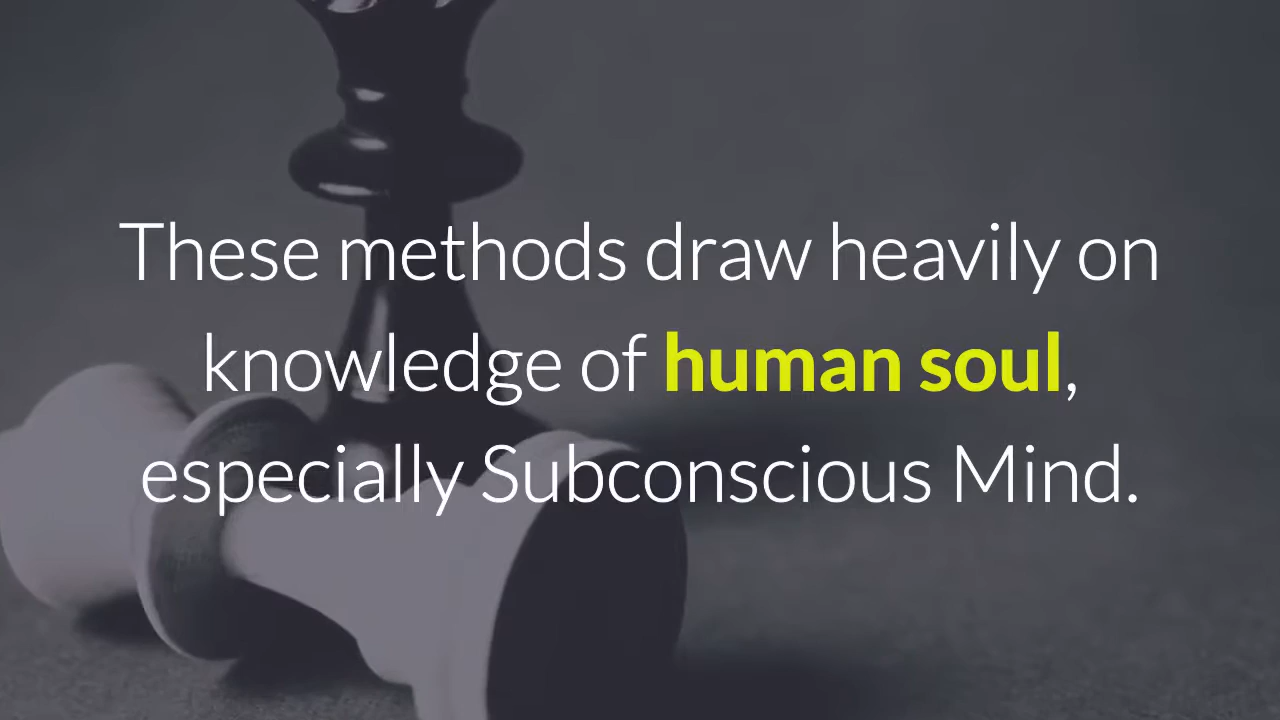 These methods draw heavily on
knowledge of human soul,
especially Subconscious Mind.